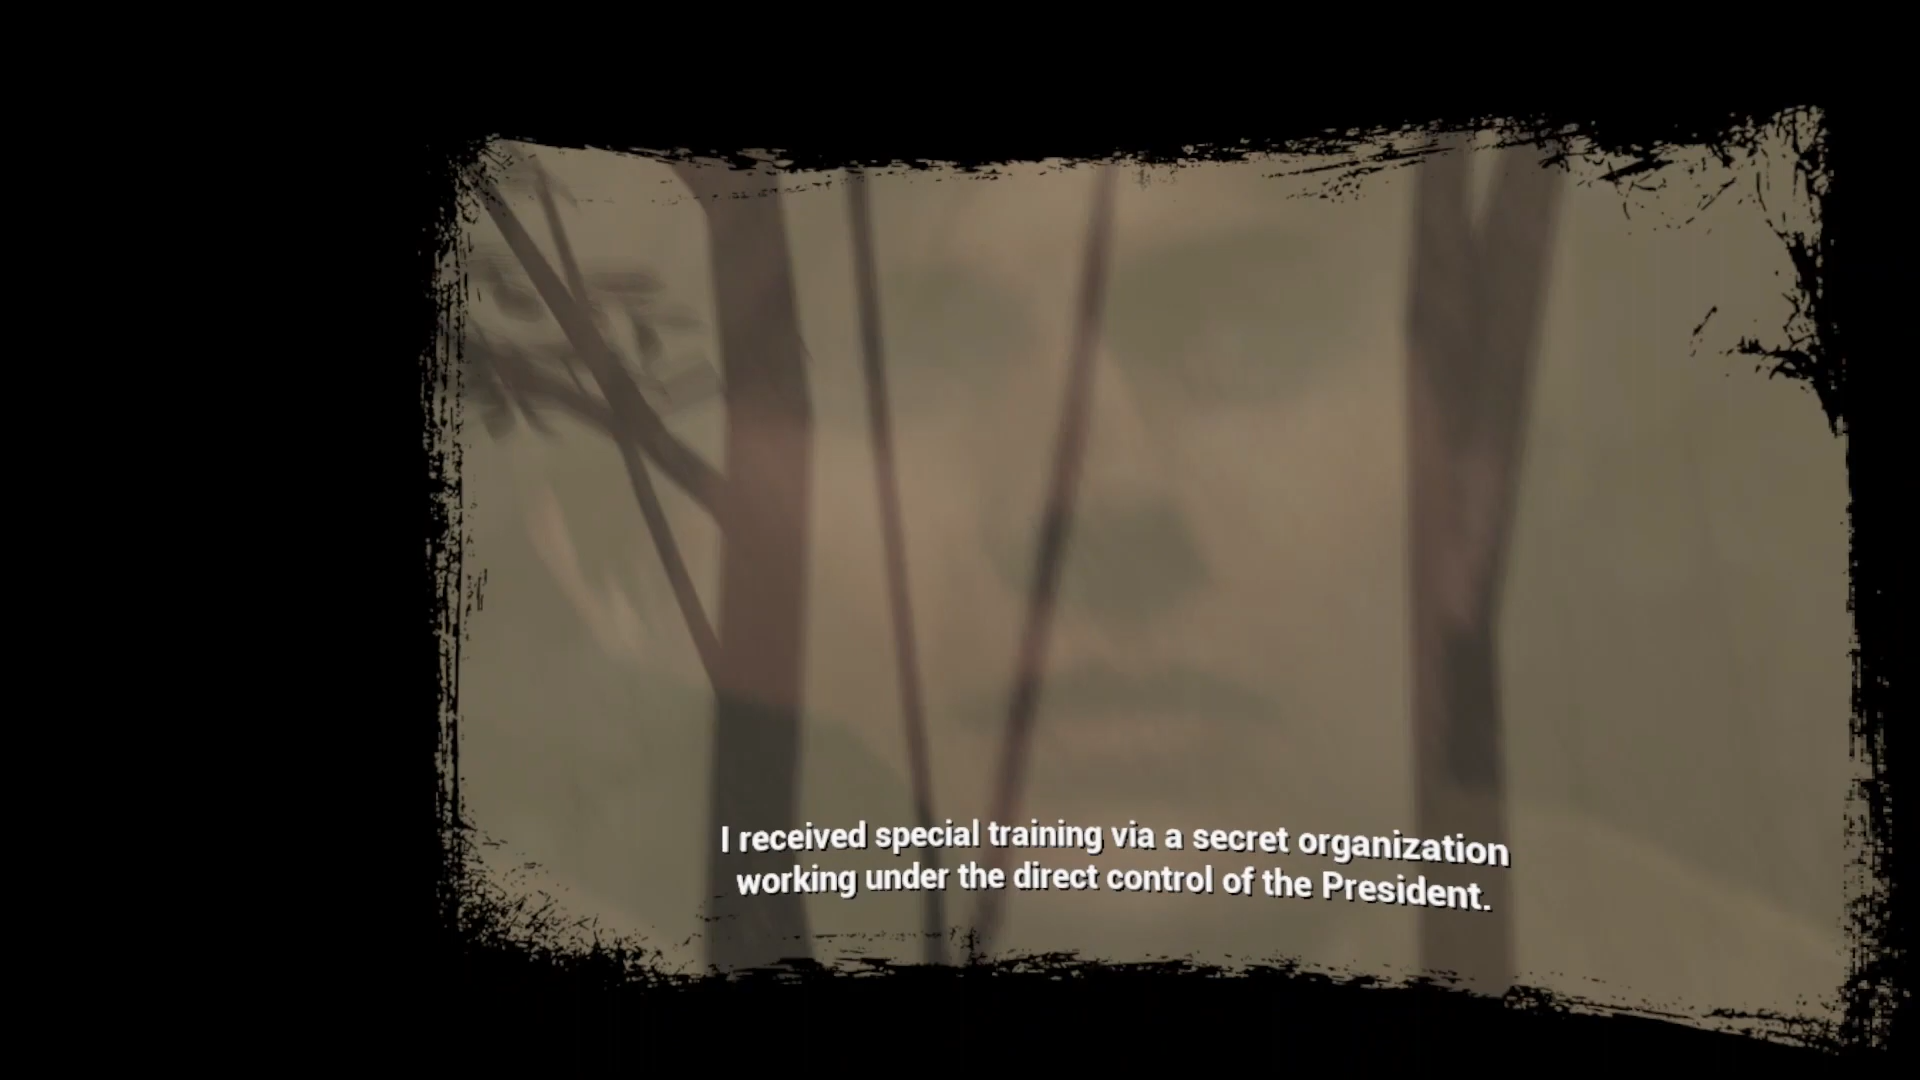 I received special training via a secret organization
working under the direct control of the President.